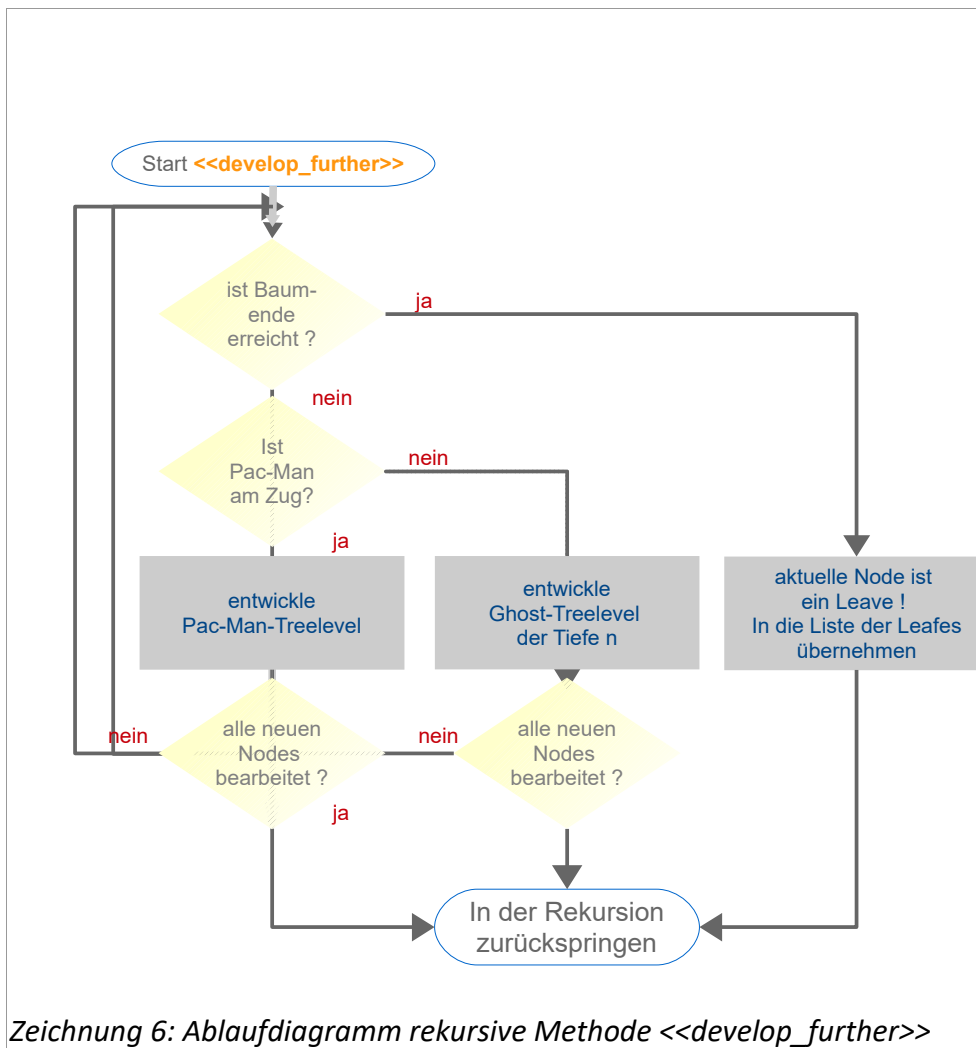 Start <<develop_further>>
ist Baum-
ende
erreicht ?
ja
nein
Ist
Pac-Man
am Zug?
nein
ja
entwickle
Pac-Man-Treelevel
entwickle
Ghost-Treelevel
der Tiefe n
aktuelle Node ist
ein Leave !
In die Liste der Leafes
übernehmen
nein
alle neuen
Nodes
bearbeitet ?
nein
alle neuen
Nodes
bearbeitet ?
ja
In der Rekursion
zurückspringen
Zeichnung 6: Ablaufdiagramm rekursive Methode <<develop_further>>